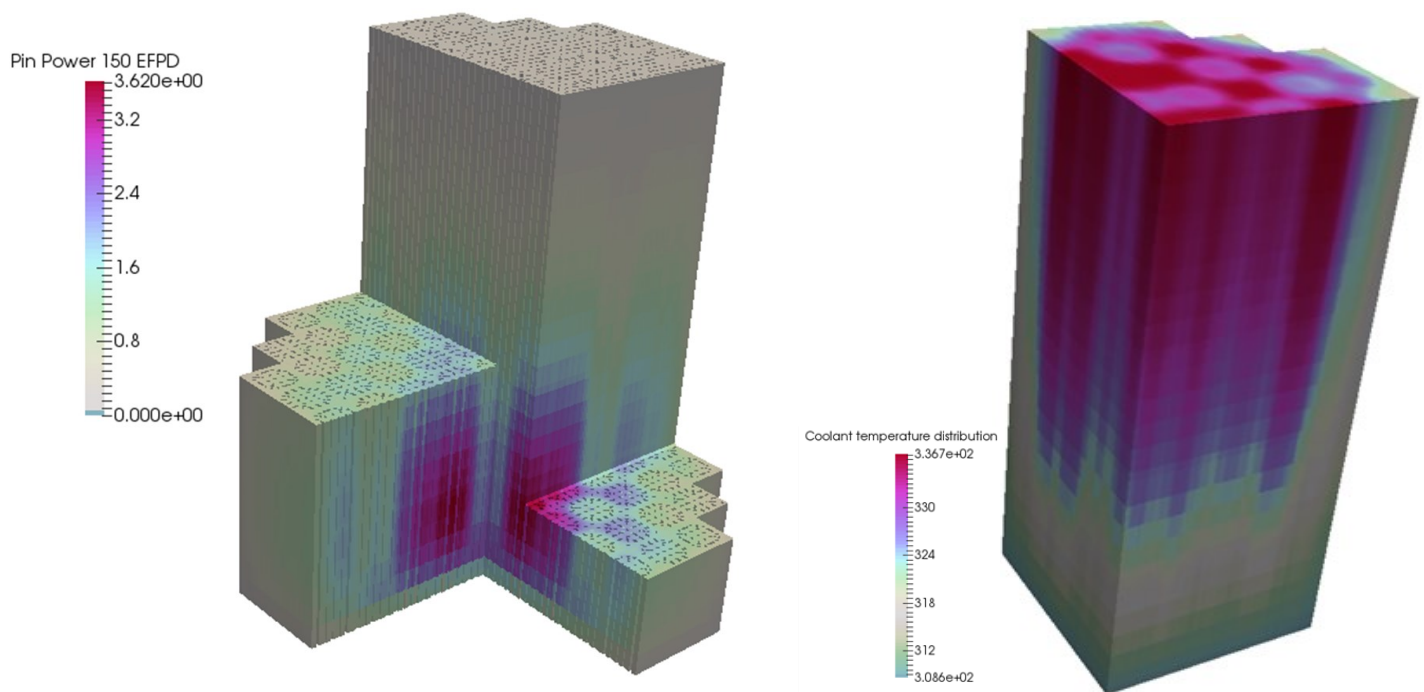 Pin Power 150 EFPD
3.620e+00
3.2
2.4
1.6
0.8
0.000e+00
Coolant temperature distribution
3.367e+02
330
324
318
312
3.086e+02